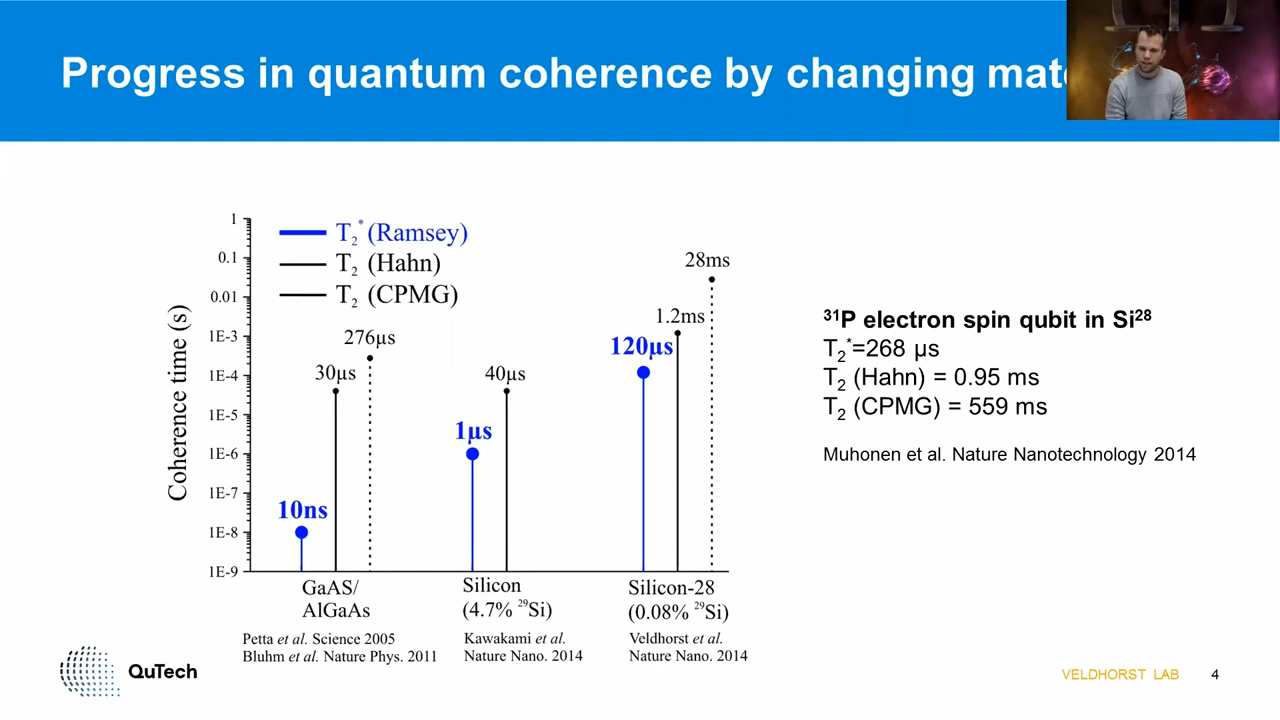 Progress in quantum coherence by changing
1
0.1
0.01
1E-3
1E-4
1E-5
1E-6
1E-7
1E-8
1E-9
Coherence time (s)
T₂* (Ramsey)
T₂ (Hahn)
T₂ (CPMG)
10ns
30µs
276µs
1µs
40µs
120µs
1.2ms
28ms
GaAS/
AlGaAs
Silicon
(4.7% ²⁹Si)
Silicon-28
(0.08% ²⁹Si)
Petta et al. Science 2005
Bluhm et al. Nature Phys. 2011
Kawakami et al.
Nature Nano. 2014
Veldhorst et al.
Nature Nano. 2014
³¹P electron spin qubit in Si²⁸
T₂*=268 µs
T₂ (Hahn) = 0.95 ms
T₂ (CPMG) = 559 ms
Muhonen et al. Nature Nanotechnology 2014
QuTech
VELDHORST LAB
4